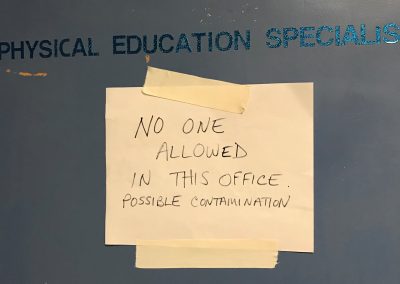 PHYSICAL EDUCATION SPECIALIS
NO ONE
ALLOWED
IN THIS OFFICE.
POSSIBLE CONTAMINATION